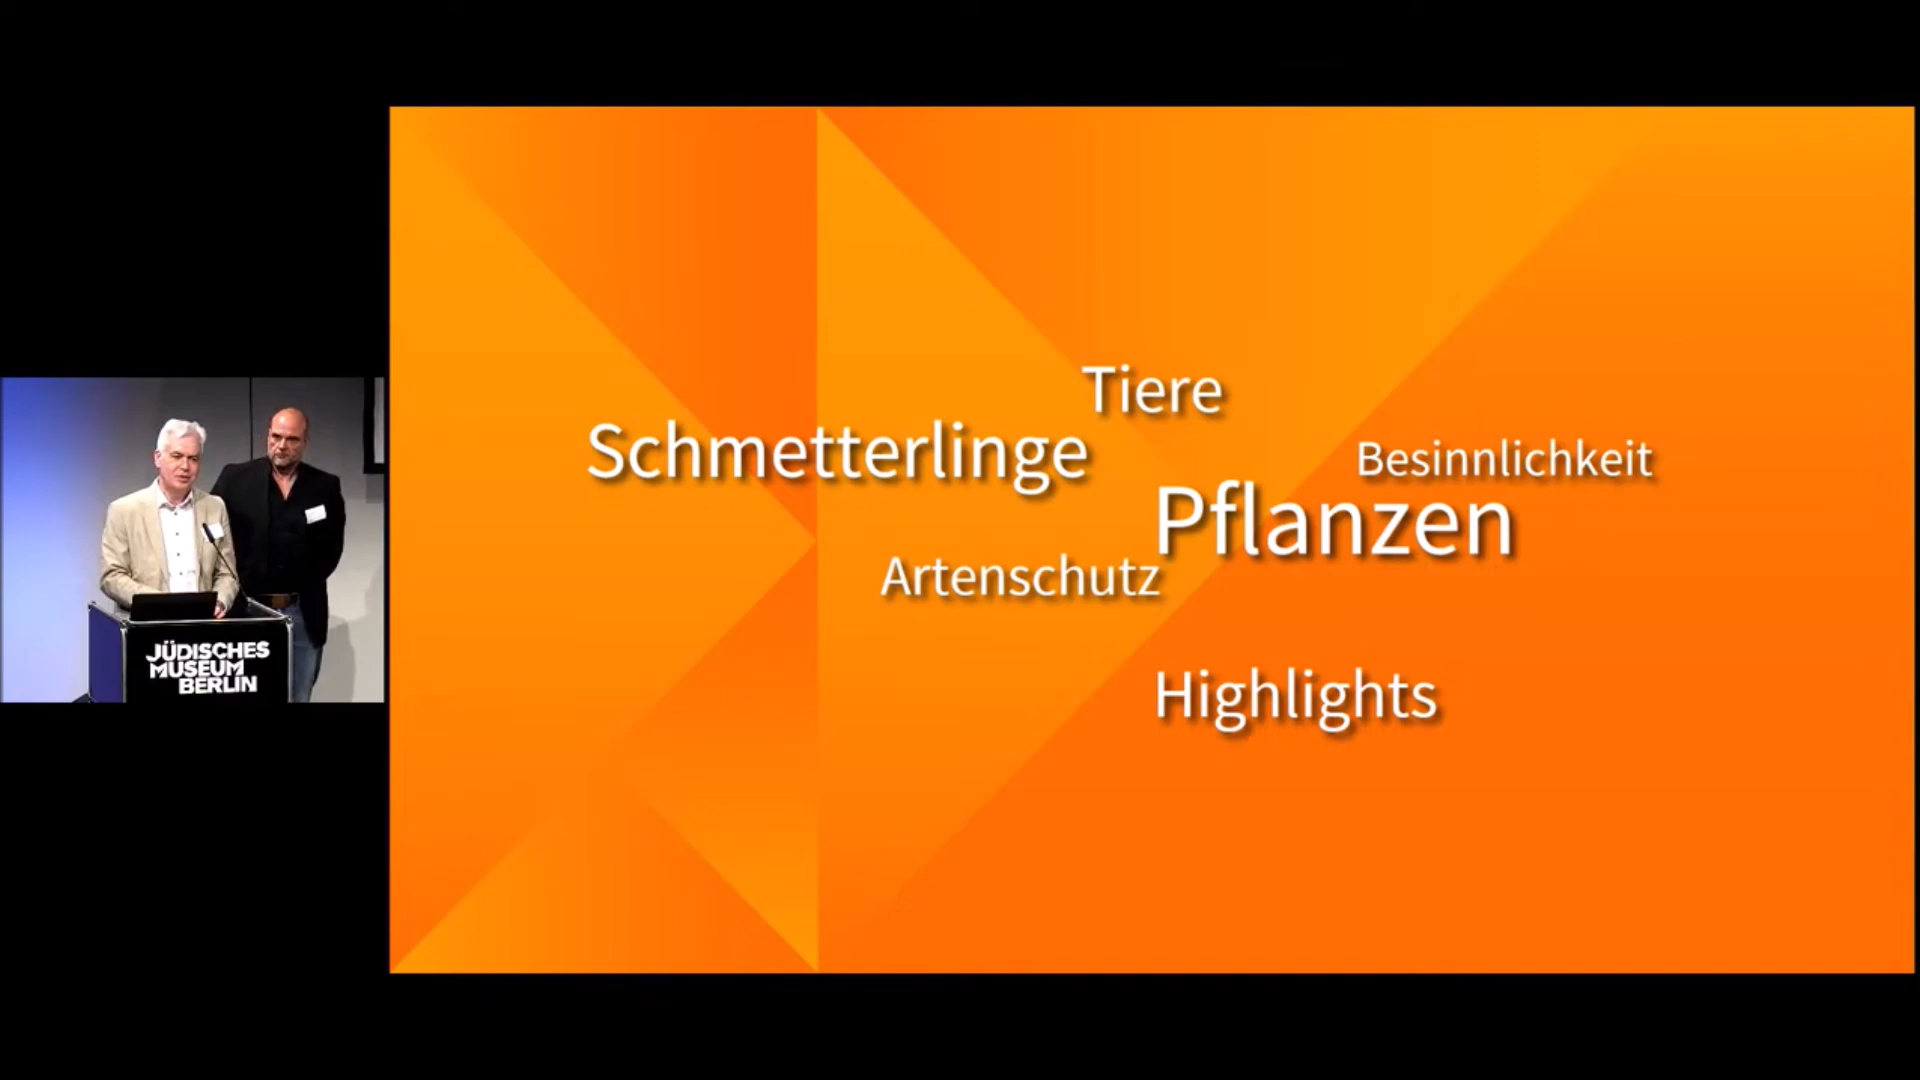 JÜDISCHES
MUSEUM
BERLIN
Tiere
Schmetterlinge
Besinnlichkeit
Pflanzen
Artenschutz
Highlights